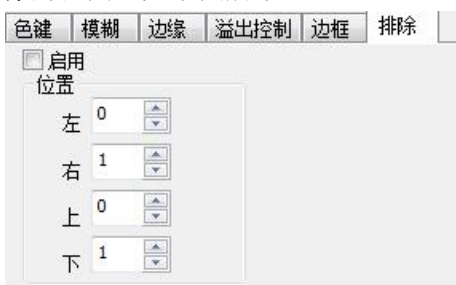 色键 模糊 边缘 溢出控制 边框 排除
启用
位置
左 0
右 1
上 0
下 1